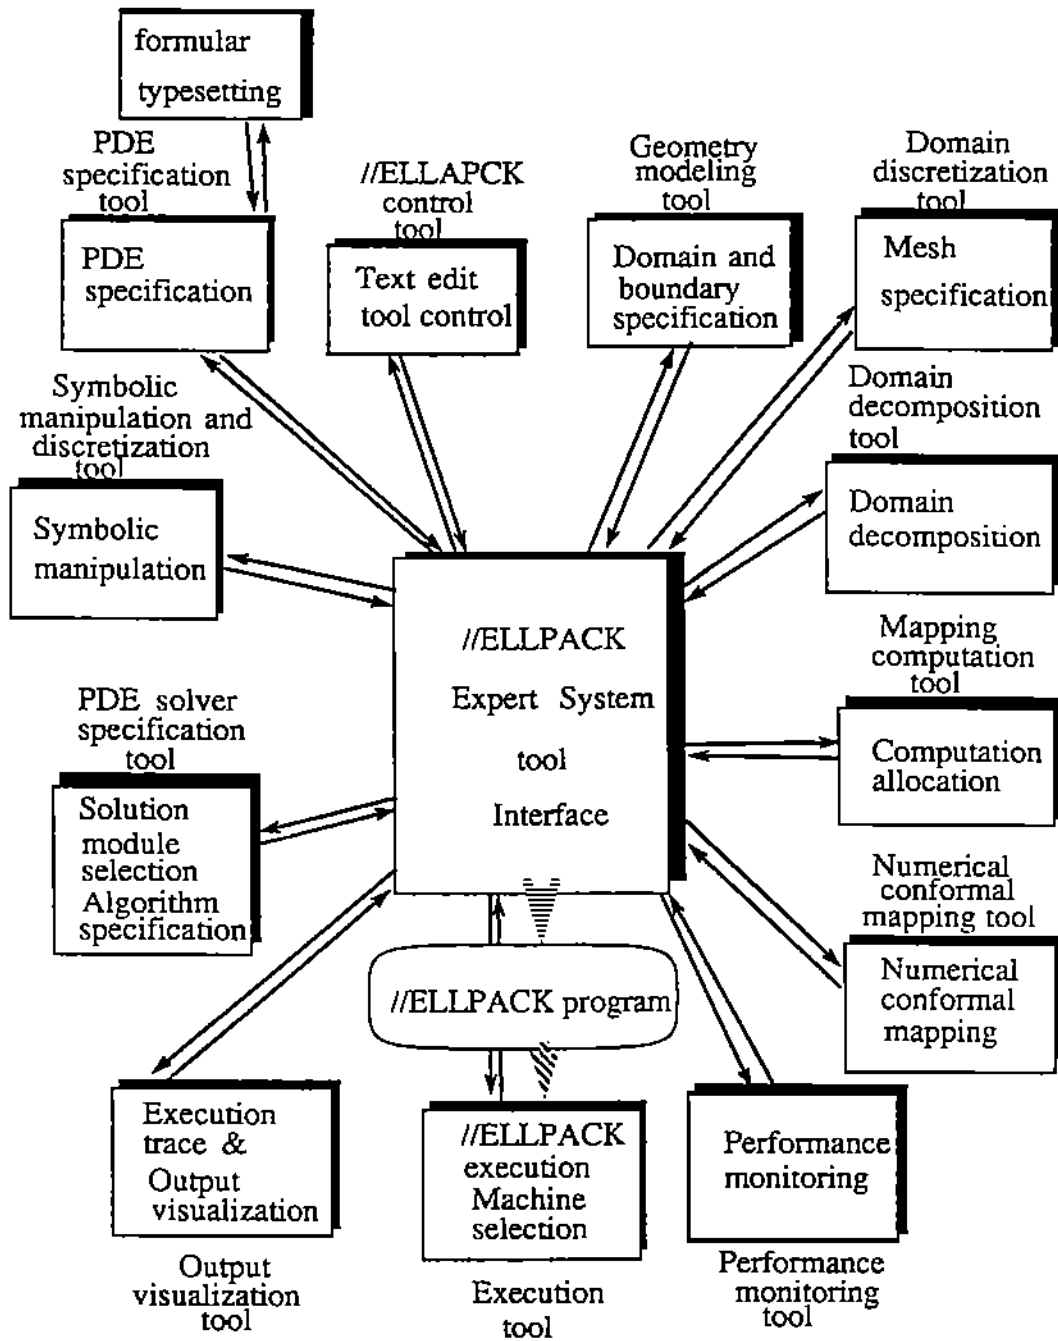 formular
typesetting
PDE
specification
tool
PDE
specification
//ELLAPCK
control
tool
Text edit
tool control
Geometry
modeling
tool
Domain and
boundary
specification
Domain
discretization
tool
Mesh
specification
Symbolic
manipulation and
discretization
tool
Symbolic
manipulation
Domain
decomposition
tool
Domain
decomposition
//ELLPACK
Expert System
tool
Interface
Mapping
computation
tool
Computation
allocation
PDE solver
specification
tool
Solution
module
selection
Algorithm
specification
Numerical
conformal
mapping tool
Numerical
conformal
mapping
//ELLPACK program
Execution
trace &
Output
visualization
Output
visualization
tool
//ELLPACK
execution
Machine
selection
Execution
tool
Performance
monitoring
Performance
monitoring
tool